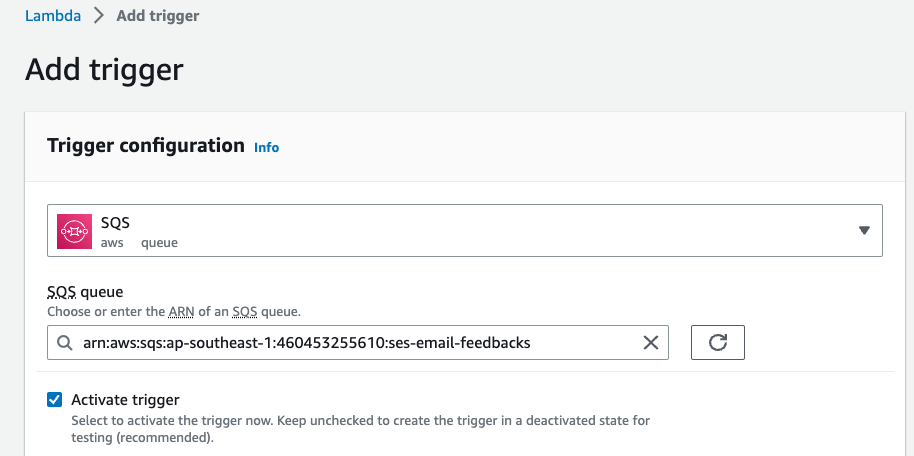 Lambda > Add trigger
Add trigger
Trigger configuration Info
SQS
aws queue
SQS queue
Choose or enter the ARN of an SQS queue.
arn:aws:sqs:ap-southeast-1:460453255610:ses-email-feedbacks
Activate trigger
Select to activate the trigger now. Keep unchecked to create the trigger in a deactivated state for
testing (recommended).